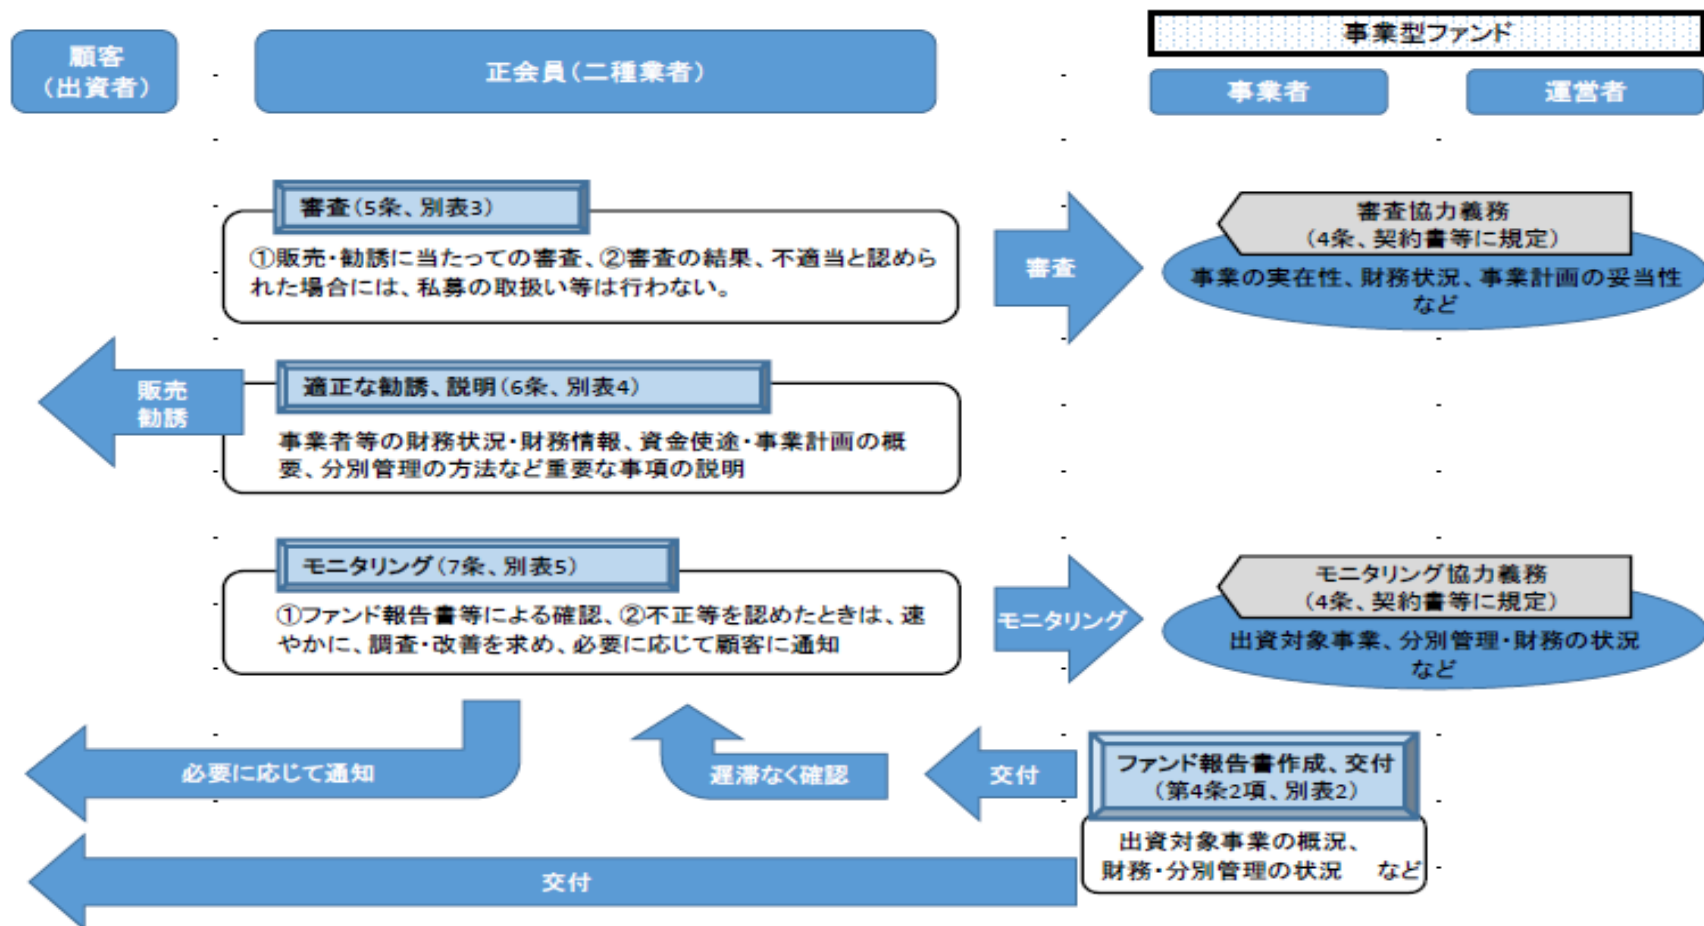 事業型ファンド
顧客
（出資者）
正会員（二種業者）
事業者
運営者
審査（5条、別表3）
①販売・勧誘に当たっての審査、②審査の結果、不適当と認めら
れた場合には、私募の取扱い等は行わない。
審査
審査協力義務
（4条、契約書等に規定）
事業の実在性、財務状況、事業計画の妥当性
など
販売
勧誘
適正な勧誘、説明（6条、別表4）
事業者等の財務状況・財務情報、資金使途・事業計画の概
要、分別管理の方法など重要な事項の説明
モニタリング（7条、別表5）
①ファンド報告書等による確認、②不正等を認めたときは、速
やかに、調査・改善を求め、必要に応じて顧客に通知
モニタリング
モニタリング協力義務
（4条、契約書等に規定）
出資対象事業、分別管理・財務の状況
など
必要に応じて通知
遅滞なく確認
交付
ファンド報告書作成、交付
（第4条2項、別表2）
出資対象事業の概況、
財務・分別管理の状況　など
交付